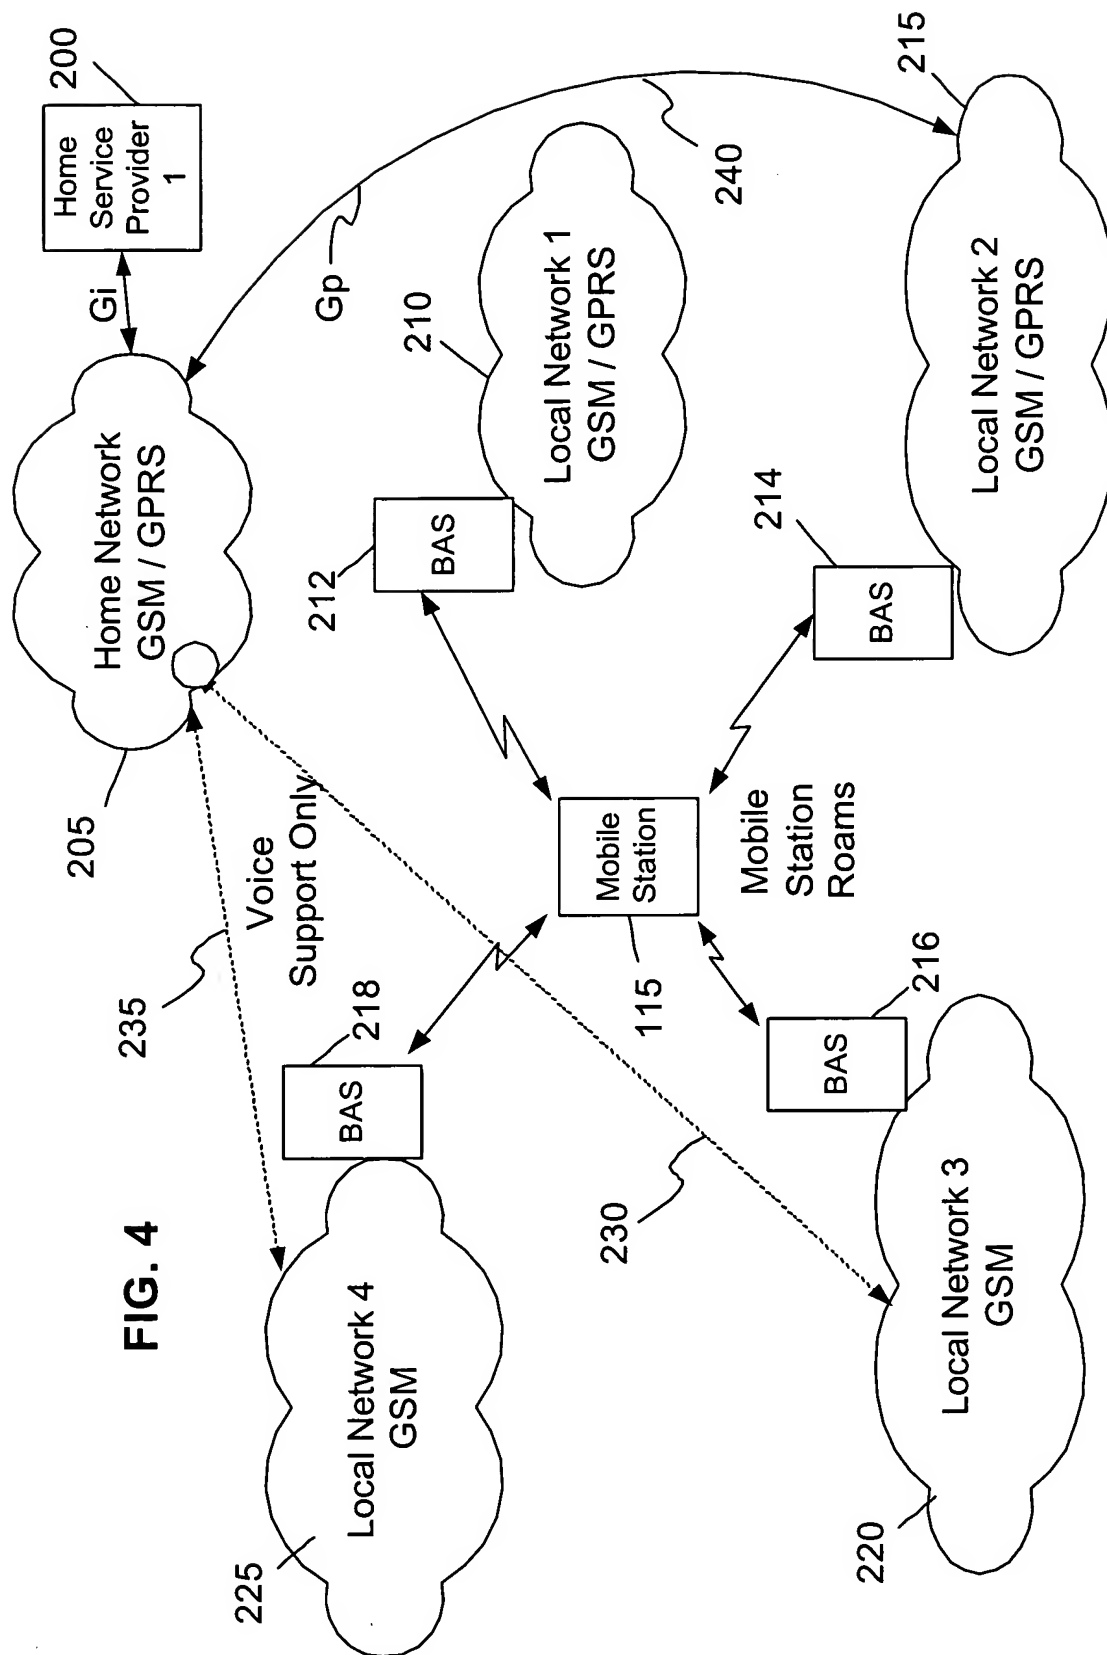 200
Home
Service
Provider
1
Gi
Home Network
GSM / GPRS
205
Gp
240
215
Local Network 1
GSM / GPRS
210
BAS
212
Local Network 2
GSM / GPRS
BAS
214
Voice
Support Only
235
Mobile
Station
115
Mobile
Station
Roams
BAS
218
BAS
216
230
FIG. 4
Local Network 4
GSM
225
Local Network 3
GSM
220